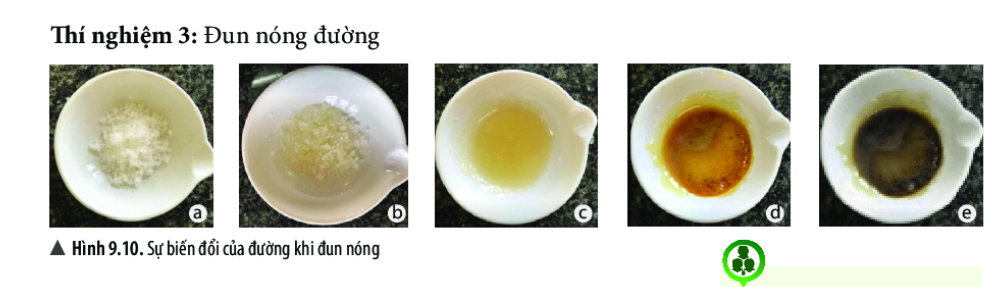 Thí nghiệm 3: Đun nóng đường
a
b
c
d
e
▲ Hình 9.10. Sự biến đổi của đường khi đun nóng